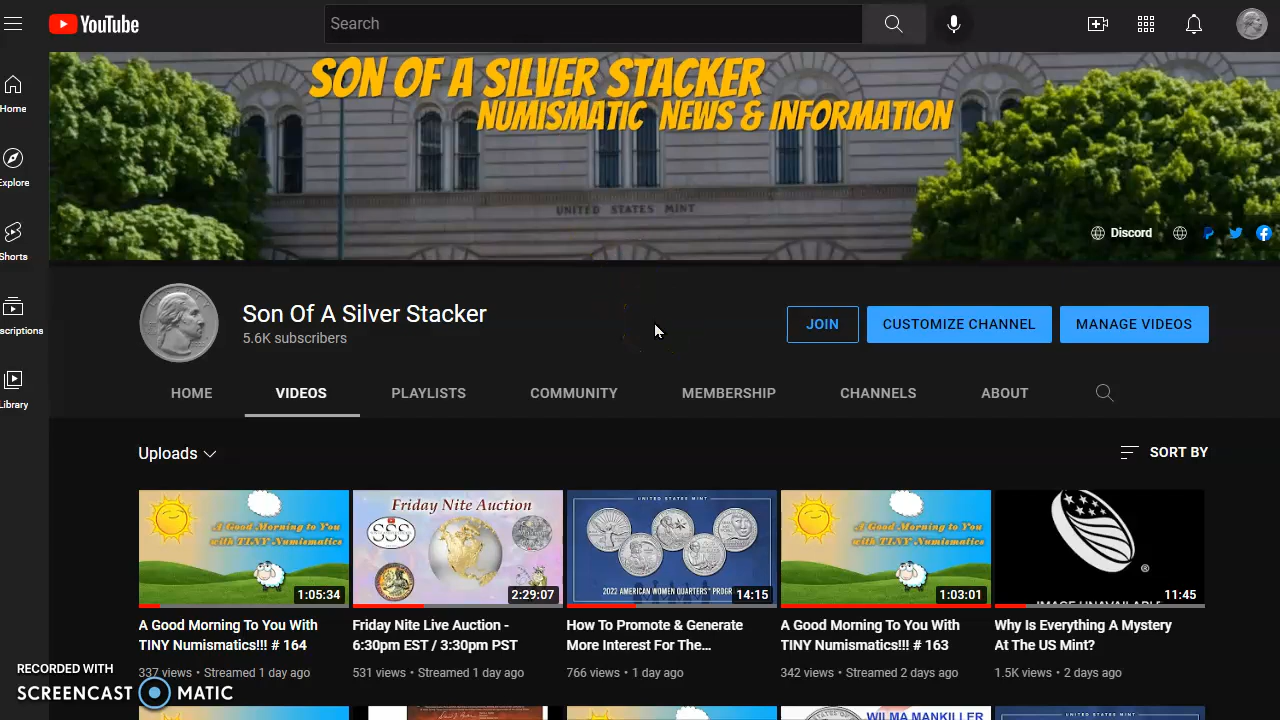 YouTube
Search
SON OF A SILVER STACKER
NUMISMATIC NEWS & INFORMATION
UNITED STATES MINT
Discord
Home
Explore
Shorts
scriptions
Library
Son Of A Silver Stacker
5.6K subscribers
JOIN
CUSTOMIZE CHANNEL
MANAGE VIDEOS
HOME
VIDEOS
PLAYLISTS
COMMUNITY
MEMBERSHIP
CHANNELS
ABOUT
Uploads
SORT BY
A Good Morning to You
with TINY Numismatics
1:05:34
A Good Morning To You With
TINY Numismatics!!! # 164
337 views • Streamed 1 day ago
Friday Nite Auction
SSS
2:29:07
Friday Nite Live Auction -
6:30pm EST / 3:30pm PST
531 views • Streamed 1 day ago
UNITED STATES MINT
2022 AMERICAN WOMEN QUARTERS™ PROGR
14:15
How To Promote & Generate
More Interest For The...
766 views • 1 day ago
A Good Morning to You
with TINY Numismatics
1:03:01
A Good Morning To You With
TINY Numismatics!!! # 163
342 views • Streamed 2 days ago
®
IMAGE UNAVAILABLE
11:45
Why Is Everything A Mystery
At The US Mint?
1.5K views • 2 days ago
RECORDED WITH
SCREENCAST MATIC
WILMA MANKILLER